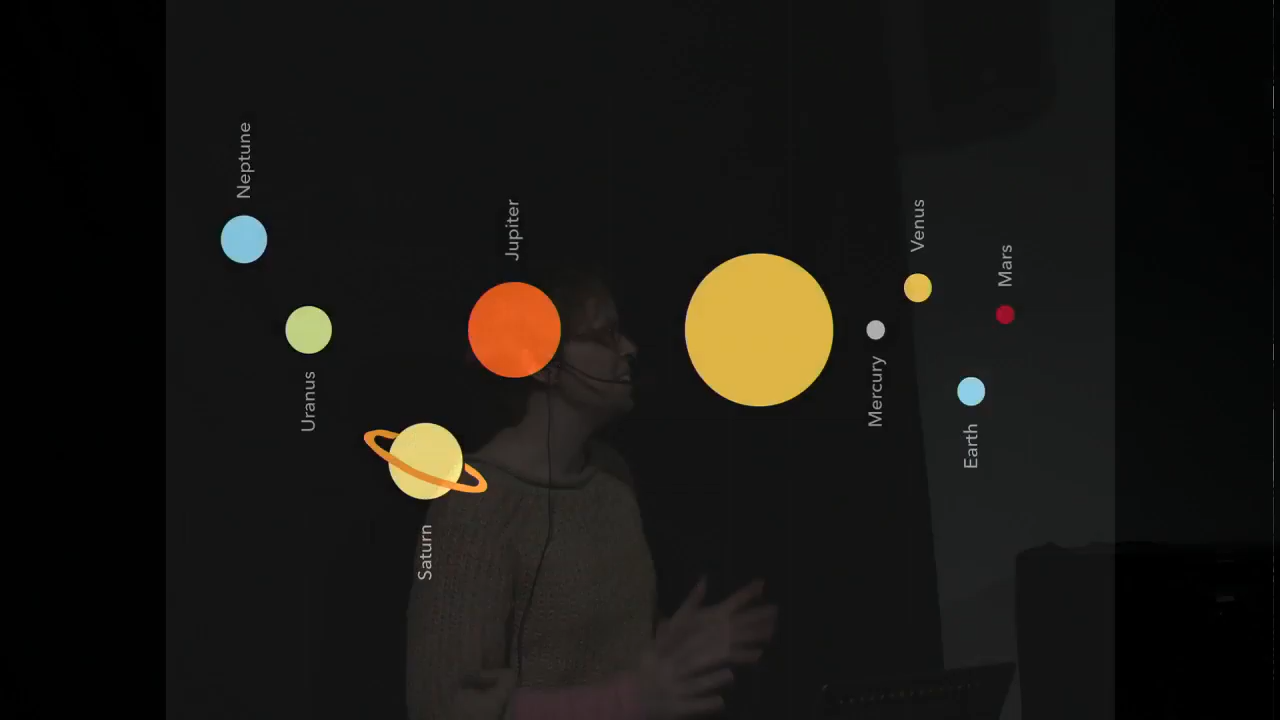 Neptune
Uranus
Saturn
Jupiter
Mercury
Venus
Earth
Mars